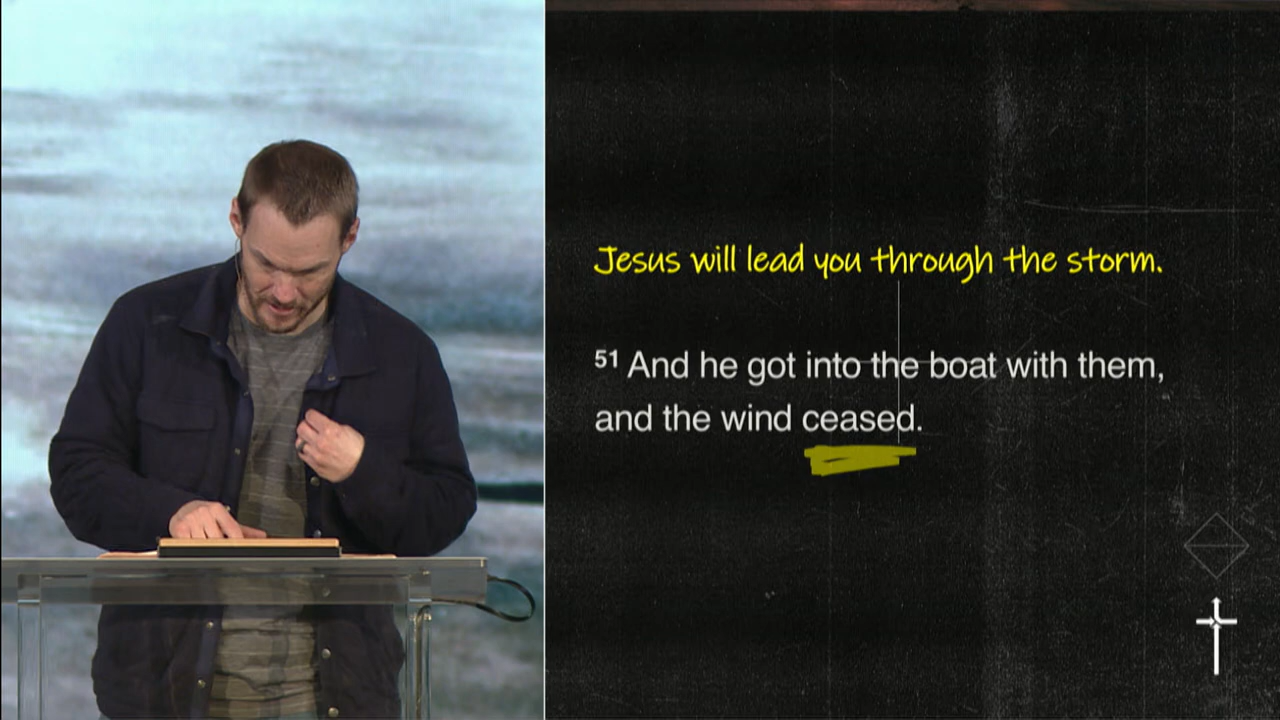 Jesus will lead you through the storm.
51 And he got into the boat with them,
and the wind ceased.